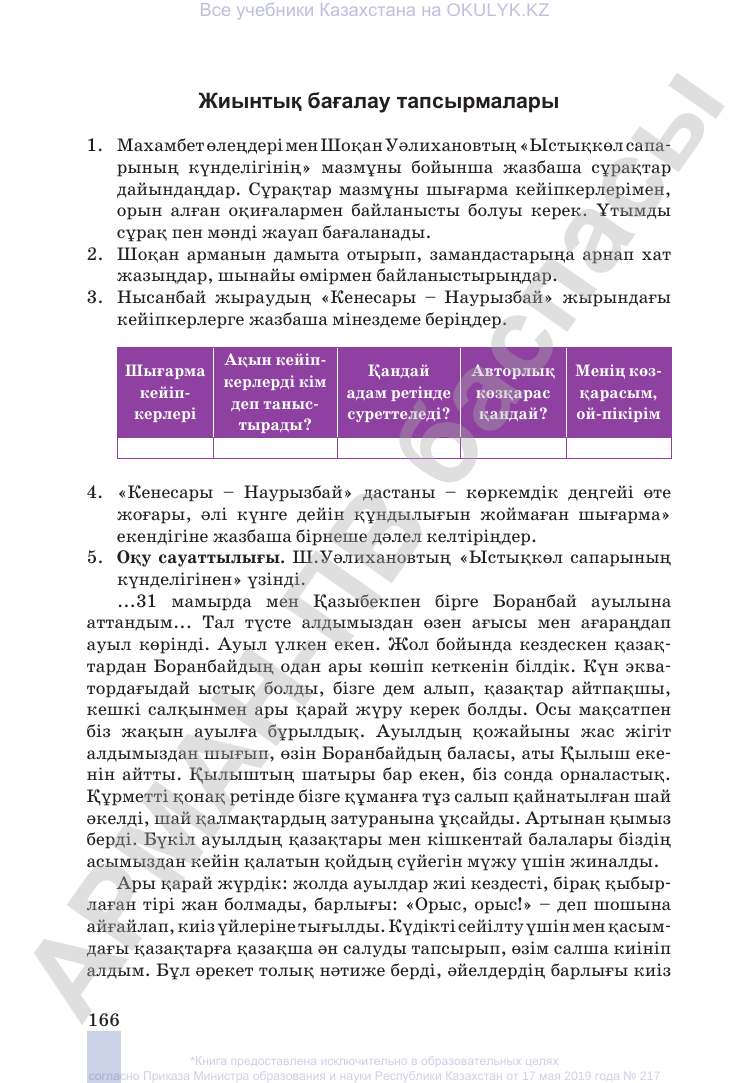 Все учебники Казахстана на OKULYK.KZ
Жиынтық бағалау тапсырмалары
1. Махамбет өлеңдері мен Шоқан Уәлихановтың «Ыстықкөл сапа-
рының күнделігінің» мазмұны бойынша жазбаша сұрақтар
дайындаңдар. Сұрақтар мазмұны шығарма кейіпкерлерімен,
орын алған оқиғалармен байланысты болуы керек. Ұтымды
сұрақ пен мәнді жауап бағаланады.
2. Шоқан арманын дамыта отырып, замандастарыңа арнап хат
жазыңдар, шынайы өмірмен байланыстырыңдар.
3. Нысанбай жыраудың «Кенесары – Наурызбай» жырындағы
кейіпкерлерге жазбаша мінездеме беріңдер.
Шығарма
кейіп-
керлері
Ақын кейіп-
керлерді кім
деп таныс-
тырады?
Қандай
адам ретінде
суреттеледі?
Авторлық
көзқарас
қандай?
Менің көз-
қарасым,
ой-пікірім
4. «Кенесары – Наурызбай» дастаны – көркемдік деңгейі өте
жоғары, әлі күнге дейін құндылығын жоймаған шығарма»
екендігіне жазбаша бірнеше дәлел келтіріңдер.
5. Оқу сауаттылығы. Ш.Уәлихановтың «Ыстықкөл сапарының
күнделігінен» үзінді.
...31 мамырда мен Қазыбекпен бірге Боранбай ауылына
аттандым... Тал түсте алдымыздан өзен ағысы мен ағараңдап
ауыл көрінді. Ауыл үлкен екен. Жол бойында кездескен қазақ-
тардан Боранбайдың одан ары көшіп кеткенін білдік. Күн эква-
тордағыдай ыстық болды, бізге дем алып, қазақтар айтпақшы,
кешкі салқынмен ары қарай жүру керек болды. Осы мақсатпен
біз жақын ауылға бұрылдық. Ауылдың қожайыны жас жігіт
алдымыздан шығып, өзін Боранбайдың баласы, аты Қылыш еке-
нін айтты. Қылыштың шатыры бар екен, біз сонда орналастық.
Құрметті қонақ ретінде бізге құманға тұз салып қайнатылған шай
әкелді, шай қалмақтардың затуранына ұқсайды. Артынан қымыз
берді. Бүкіл ауылдың қазақтары мен кішкентай балалары біздің
асымыздан кейін қалатын қойдың сүйегін мүжу үшін жиналды.
Ары қарай жүрдік: жолда ауылдар жиі кездесті, бірақ қыбыр-
лаған тірі жан болмады, барлығы: «Орыс, орыс!» – деп шошына
айғайлап, киіз үйлеріне тығылды. Күдікті сейілту үшін мен қасым-
дағы қазақтарға қазақша ән салуды тапсырып, өзім салша киініп
алдым. Бұл әрекет толық нәтиже берді, әйелдердің барлығы киіз
166
АРМАН-ПВ баспасы
*Книга предоставлена исключительно в образовательных целях
согласно Приказа Министра образования и науки Республики Казахстан от 17 мая 2019 года № 217